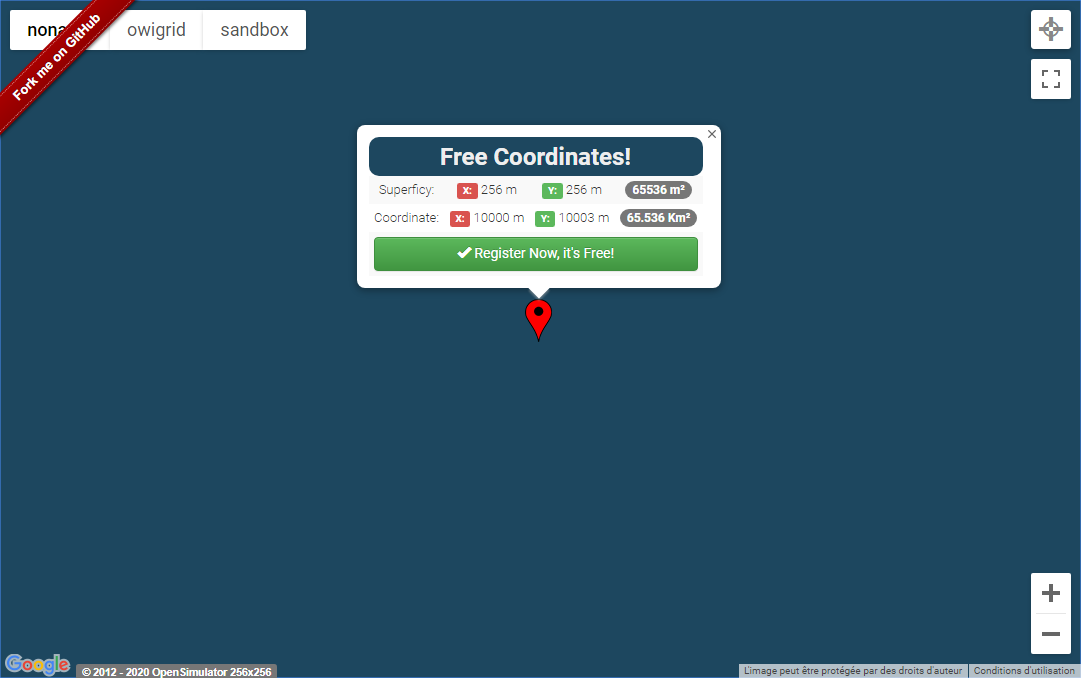 owigrid
sandbox
Fork me on GitHub
Free Coordinates!
Superficy: X: 256 m Y: 256 m 65536 m²
Coordinate: X: 10000 m Y: 10003 m 65.536 Km²
Register Now, it's Free!
Google
© 2012 - 2020 OpenSimulator 256x256
L'image peut être protégée par des droits d'auteur
Conditions d'utilisation